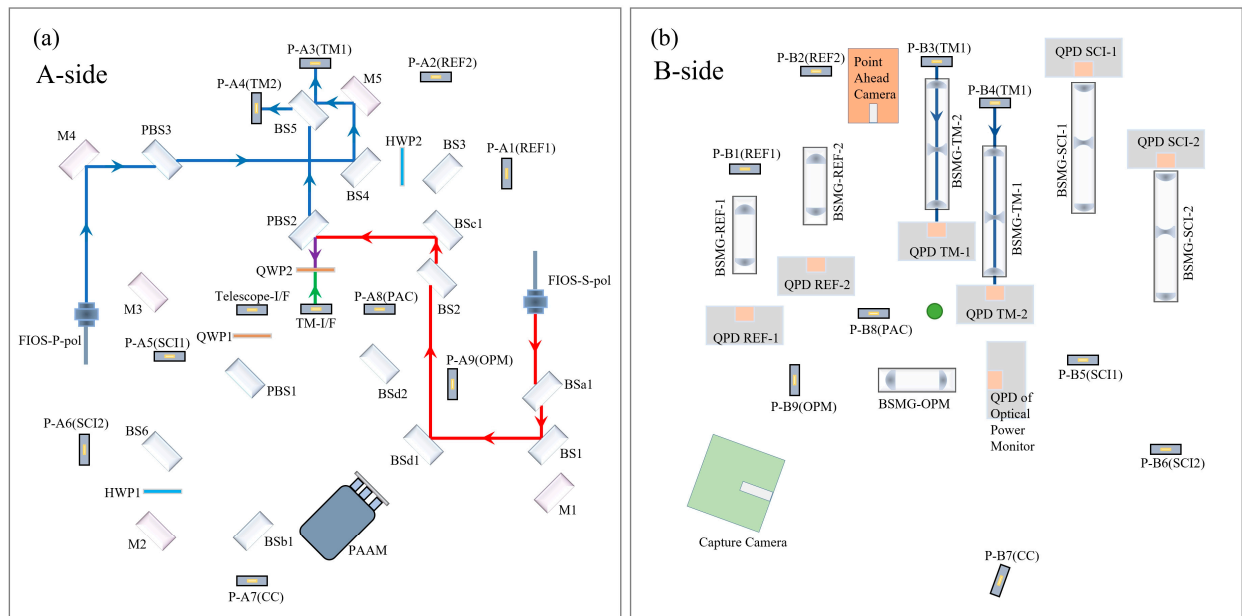 (a)
A-side
P-A3(TM1)
P-A2(REF2)
P-A4(TM2)
M5
BS5
M4
PBS3
HWP2
BS3
P-A1(REF1)
BS4
PBS2
BSc1
QWP2
FIOS-S-pol
M3
Telescope-I/F
TM-I/F
P-A8(PAC)
BS2
FIOS-P-pol
QWP1
P-A5(SCI1)
P-A9(OPM)
PBS1
BSd2
BSa1
P-A6(SCI2)
BS6
BSd1
BS1
HWP1
M1
M2
BSb1
PAAM
P-A7(CC)
(b)
B-side
P-B2(REF2)
Point
Ahead
Camera
P-B3(TM1)
QPD SCI-1
P-B4(TM1)
BSMG-TM-2
BSMG-SCI-1
QPD SCI-2
P-B1(REF1)
BSMG-REF-2
BSMG-TM-1
BSMG-REF-1
BSMG-SCI-2
QPD TM-1
QPD REF-2
QPD TM-2
QPD REF-1
P-B8(PAC)
P-B5(SCI1)
P-B9(OPM)
BSMG-OPM
QPD of
Optical
Power
Monitor
P-B6(SCI2)
Capture Camera
P-B7(CC)